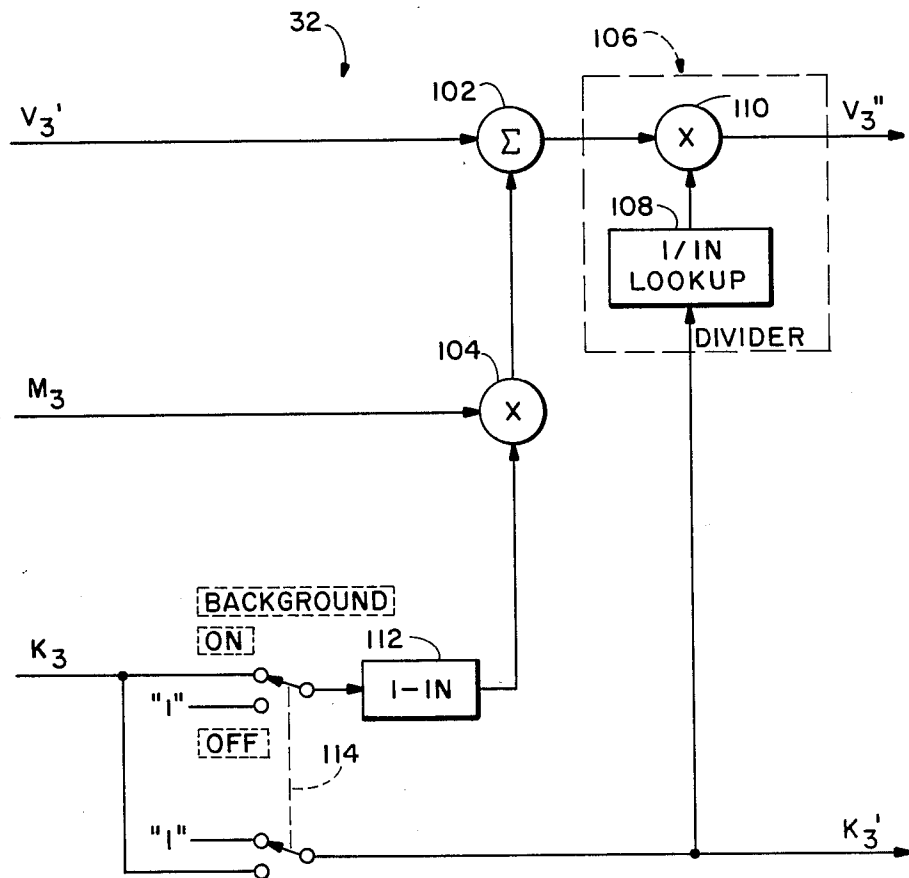 32
106
V3'
102
110
V3"
Σ
X
108
1/IN
LOOKUP
DIVIDER
104
M3
X
BACKGROUND
ON
K3
112
"1"
1-IN
OFF
114
"1"
K3'